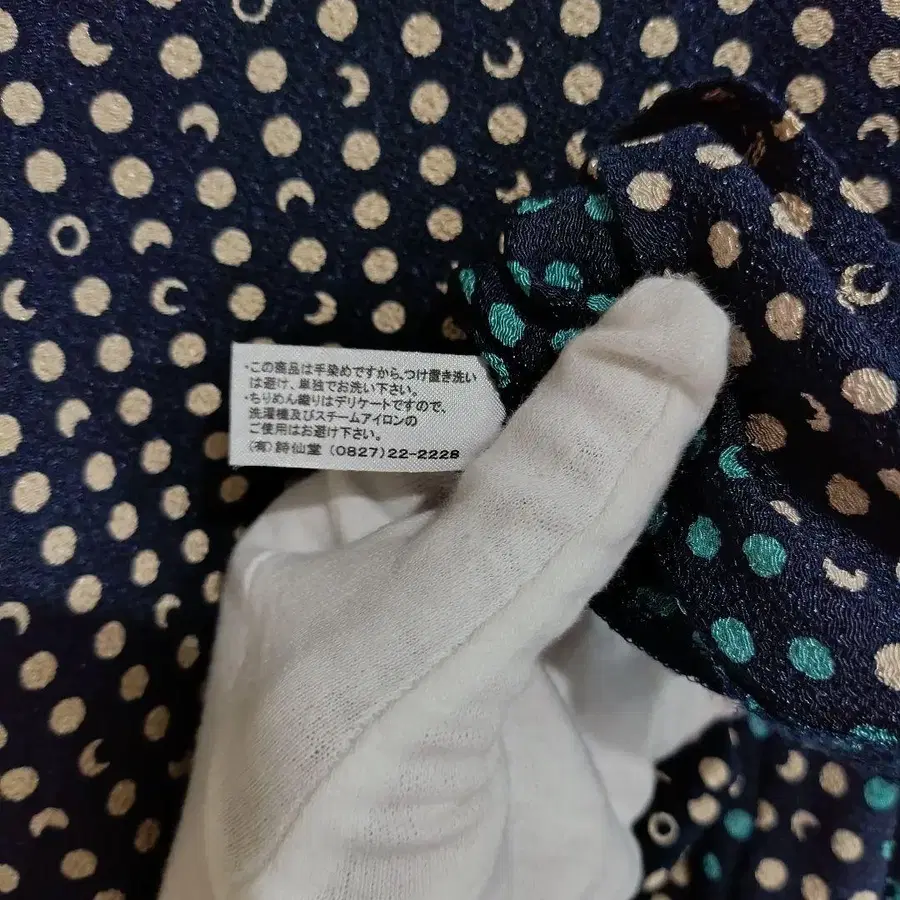 ・この商品は手染めですから、つけ置き洗い
は避け、単独でお洗い下さい。
・ちりめん織りはデリケートですので、
洗濯機及びスチームアイロンの
ご使用はお避け下さい。
(有)詩仙堂 (0827)22-2228